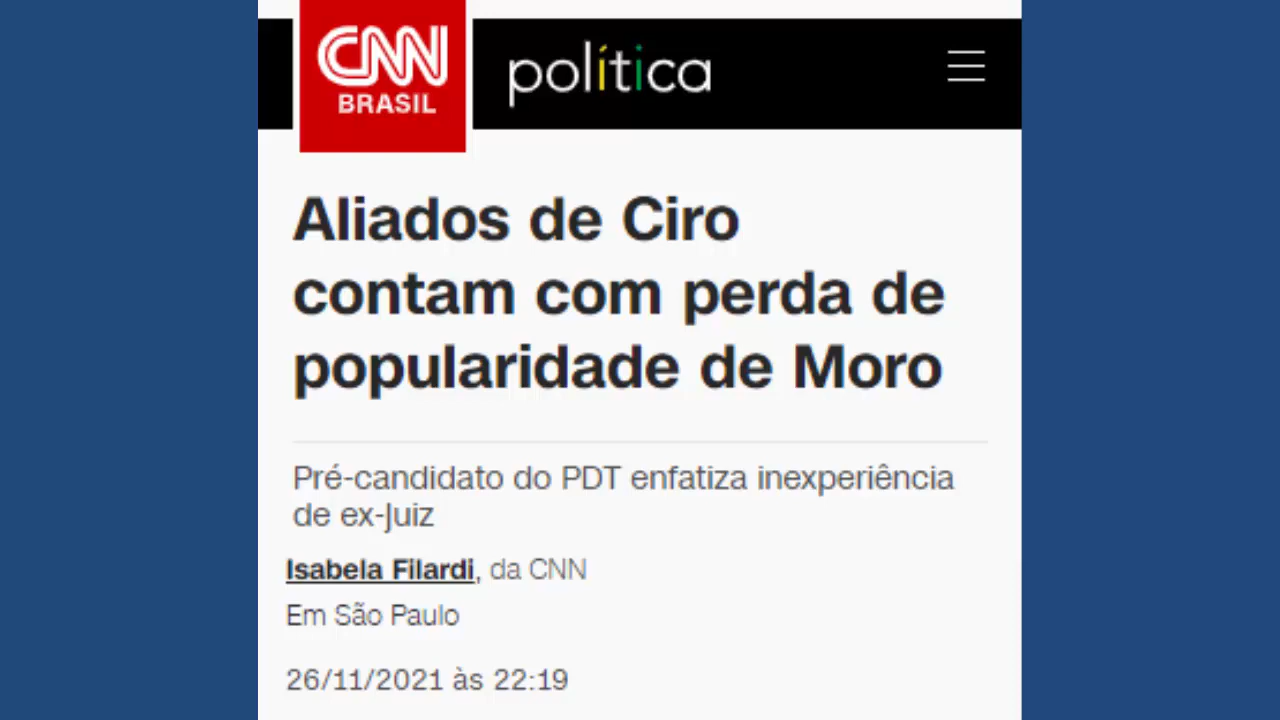 CNN
BRASIL
política
Aliados de Ciro
contam com perda de
popularidade de Moro
Pré-candidato do PDT enfatiza inexperiência
de ex-juiz
Isabela Filardi, da CNN
Em São Paulo
26/11/2021 às 22:19